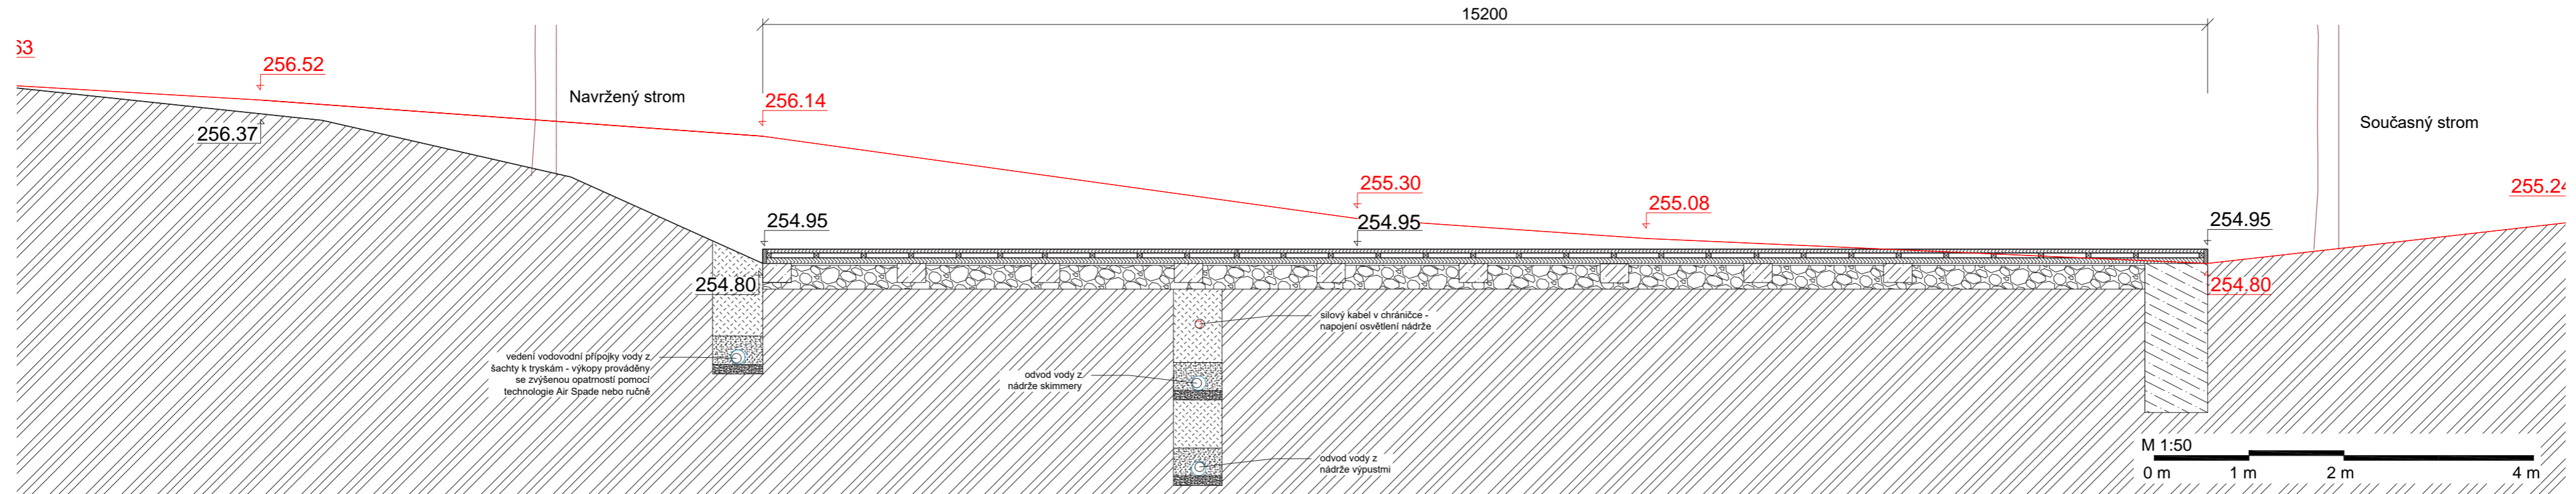 15200
63
256.52
Navržený strom
256.14
256.37
Současný strom
255.30
255.08
255.24
254.95
254.95
254.95
254.80
254.80
silový kabel v chráničce -
napojení osvětlení nádrže
vedení vodovodní přípojky vody z
šachty k tryskám - výkopy prováděny
se zvýšenou opatrností pomocí
technologie Air Spade nebo ručně
odvod vody z
nádrže skimmery
odvod vody z
nádrže výpustmi
M 1:50
0 m 1 m 2 m 4 m